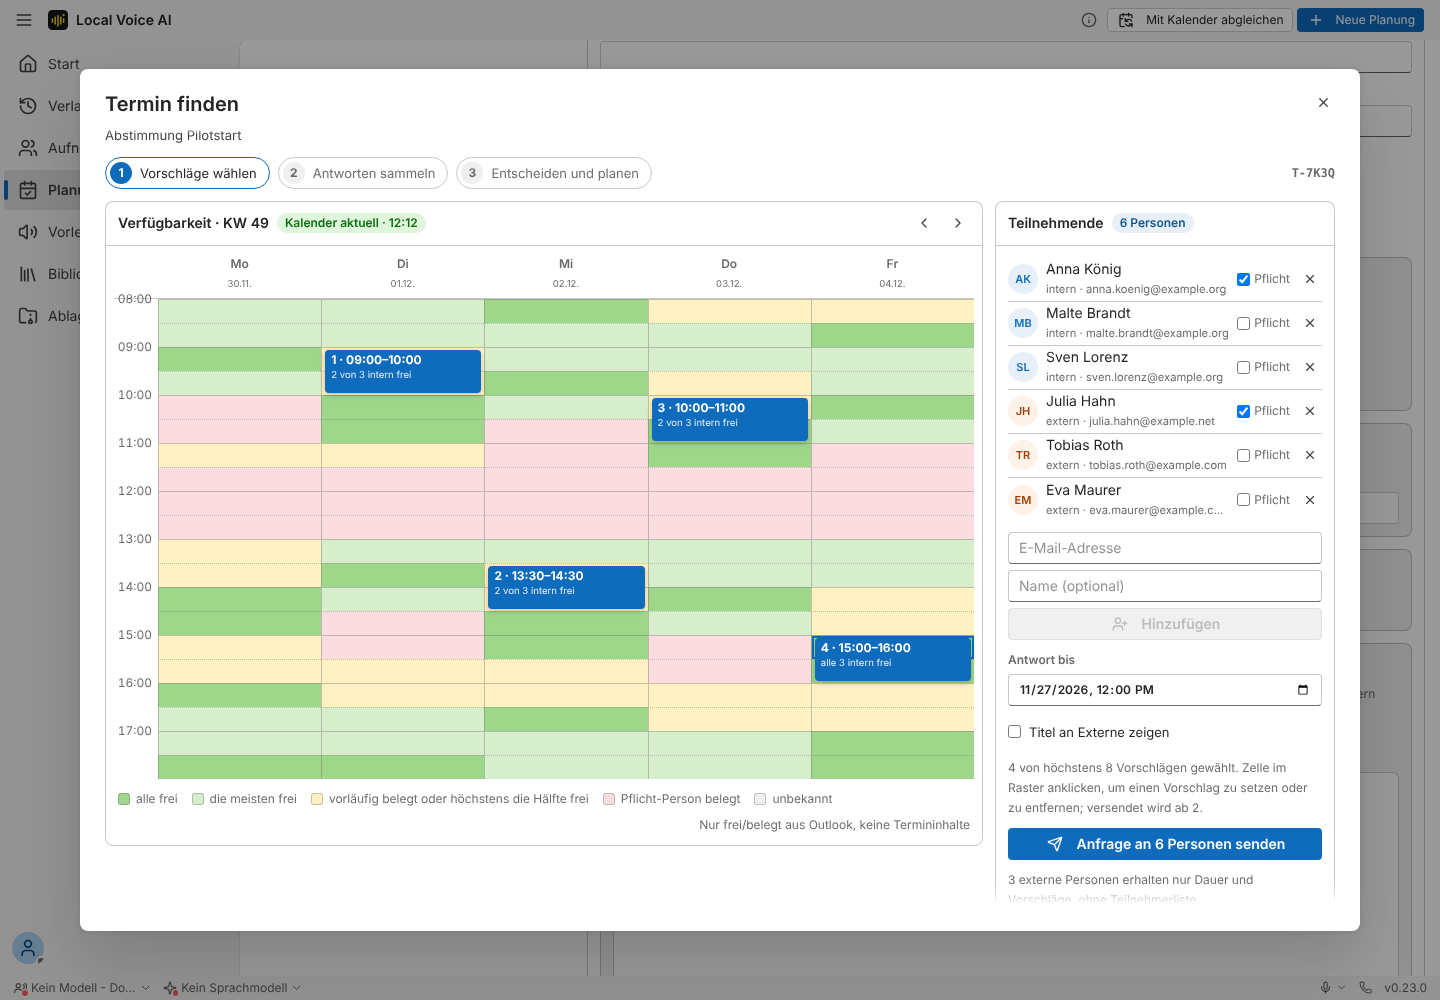 Local Voice AI
Mit Kalender abgleichen
Neue Planung
Start
Termin finden
Abstimmung Pilotstart
1 Vorschläge wählen
2 Antworten sammeln
3 Entscheiden und planen
T-7K3Q
Verfügbarkeit · KW 49
Kalender aktuell · 12:12
Teilnehmende
6 Personen
Mo
Di
Mi
Do
Fr
30.11.
01.12.
02.12.
03.12.
04.12.
08:00
09:00
10:00
11:00
12:00
13:00
14:00
15:00
16:00
17:00
1 · 09:00–10:00
2 von 3 intern frei
3 · 10:00–11:00
2 von 3 intern frei
2 · 13:30–14:30
2 von 3 intern frei
4 · 15:00–16:00
alle 3 intern frei
alle frei
die meisten frei
vorläufig belegt oder höchstens die Hälfte frei
Pflicht-Person belegt
unbekannt
Nur frei/belegt aus Outlook, keine Termininhalte
AK
Anna König
intern · anna.koenig@example.org
Pflicht
MB
Malte Brandt
intern · malte.brandt@example.org
Pflicht
SL
Sven Lorenz
intern · sven.lorenz@example.org
Pflicht
JH
Julia Hahn
extern · julia.hahn@example.net
Pflicht
TR
Tobias Roth
extern · tobias.roth@example.com
Pflicht
EM
Eva Maurer
extern · eva.maurer@example.c...
Pflicht
E-Mail-Adresse
Name (optional)
Hinzufügen
Antwort bis
11/27/2026, 12:00 PM
Titel an Externe zeigen
4 von höchstens 8 Vorschlägen gewählt. Zelle im
Raster anklicken, um einen Vorschlag zu setzen oder
zu entfernen; versendet wird ab 2.
Anfrage an 6 Personen senden
3 externe Personen erhalten nur Dauer und
Vorschläge, ohne Teilnehmerliste
Kein Modell - Do...
Kein Sprachmodell
v0.23.0